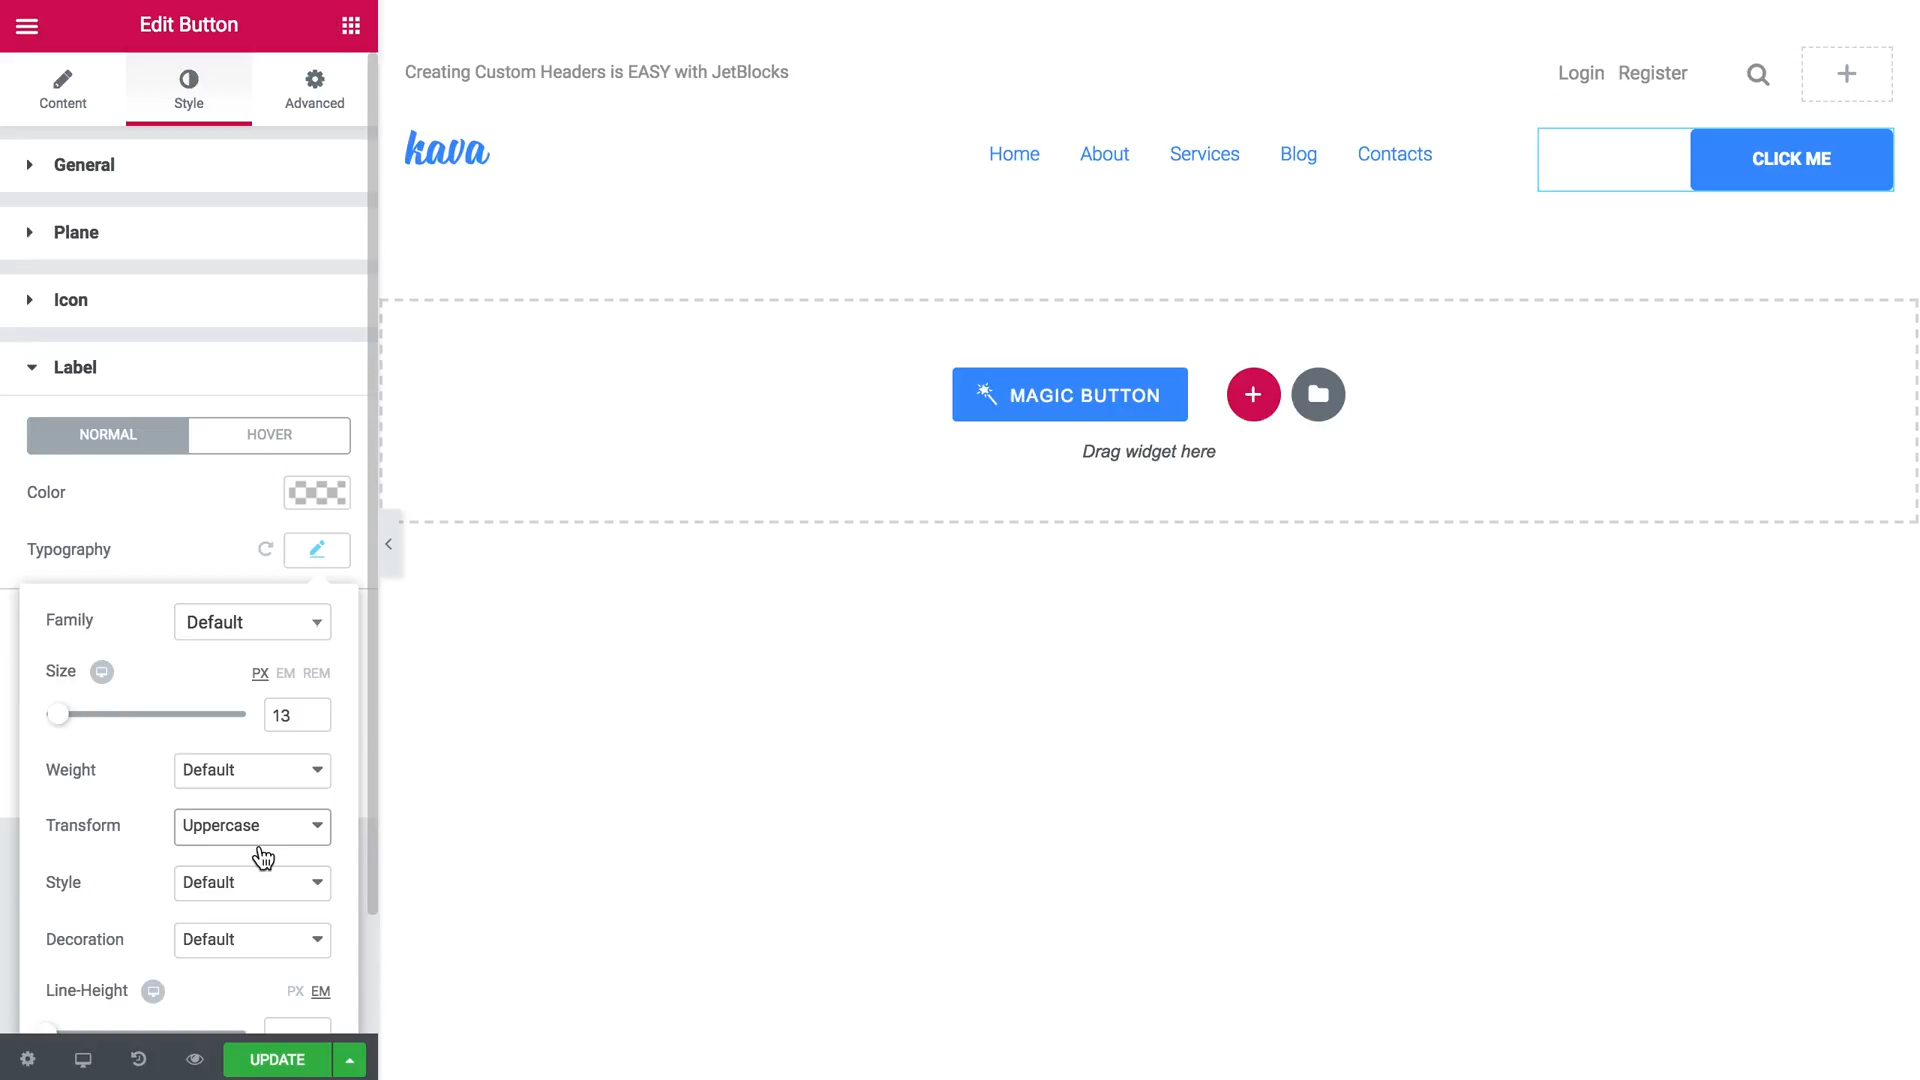 Edit Button
Content
Style
Advanced
General
Plane
Icon
Label
NORMAL
HOVER
Color
Typography
Family
Default
Size
PX EM REM
13
Weight
Default
Transform
Uppercase
Style
Default
Decoration
Default
Line-Height
PX EM
UPDATE
Creating Custom Headers is EASY with JetBlocks
Login Register
kava
Home
About
Services
Blog
Contacts
CLICK ME
MAGIC BUTTON
Drag widget here